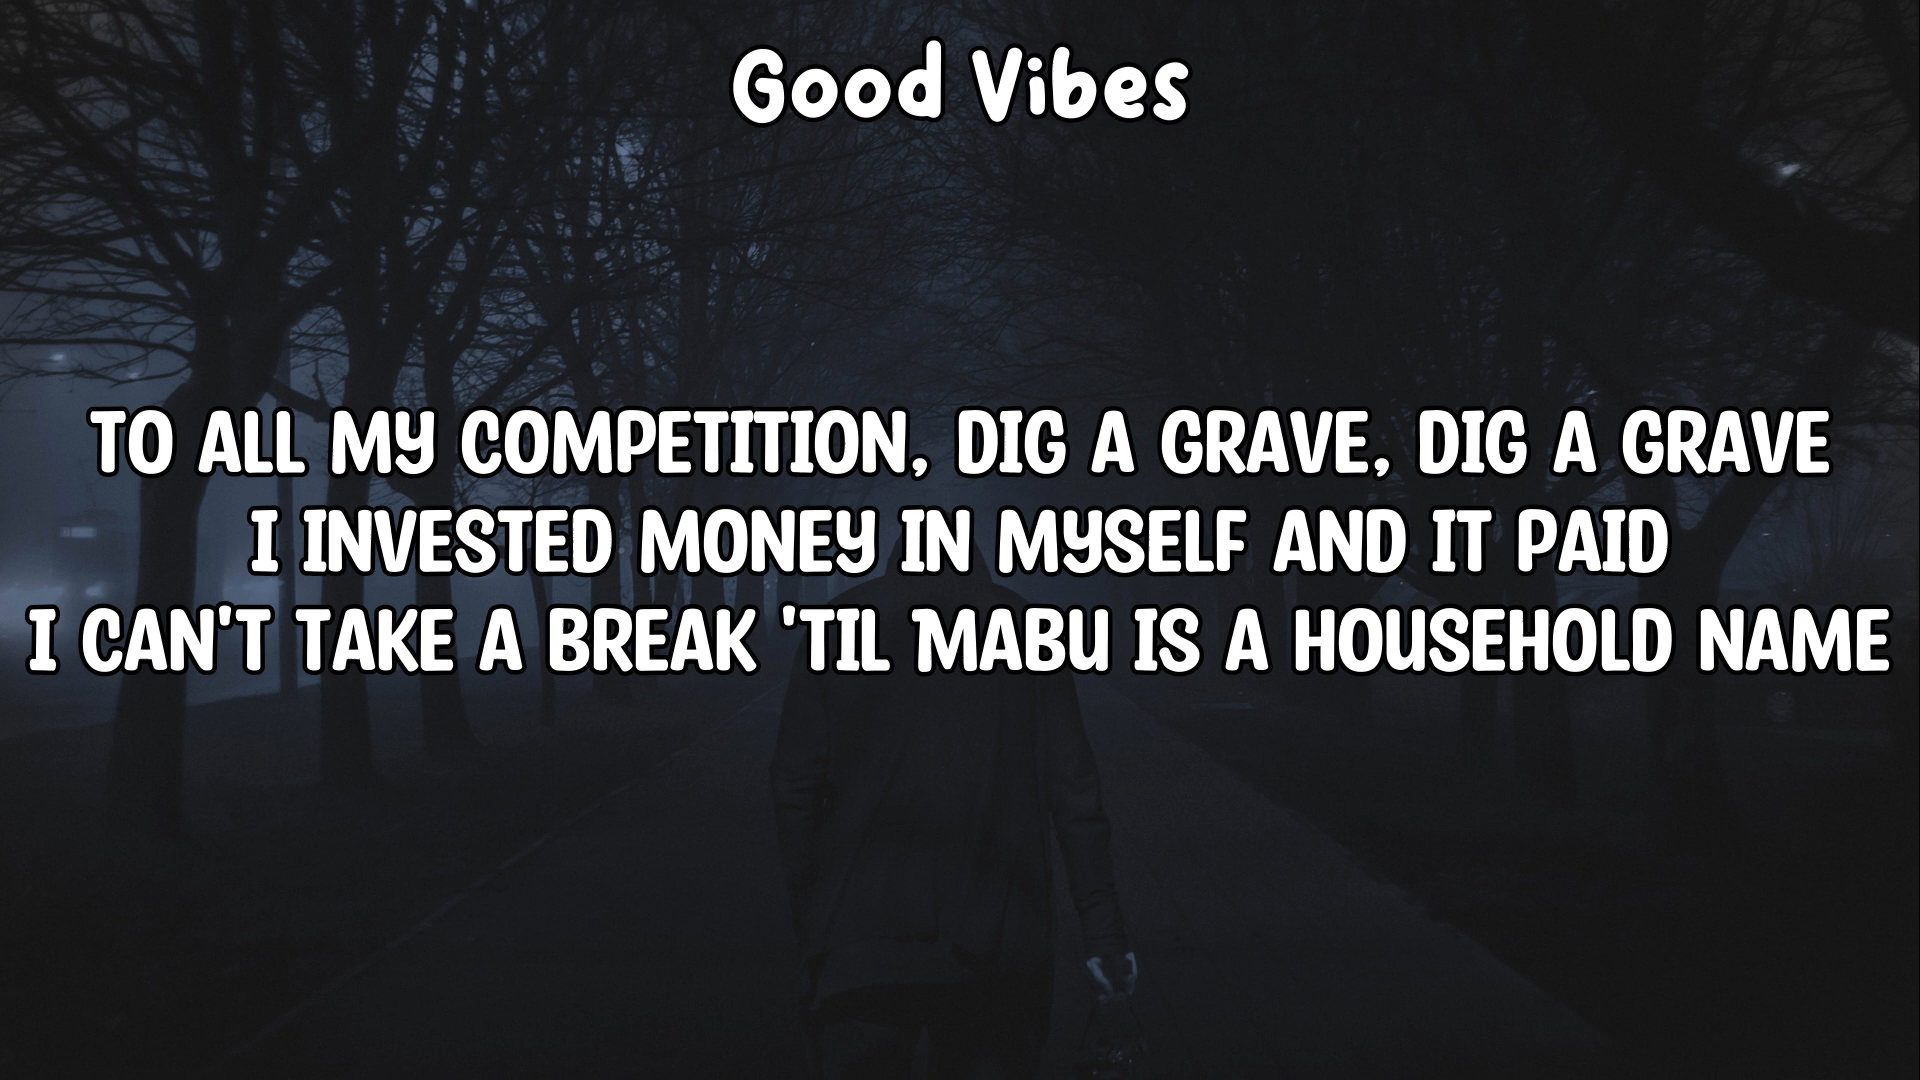 Good Vibes
TO ALL MY COMPETITION, DIG A GRAVE, DIG A GRAVE
I INVESTED MONEY IN MYSELF AND IT PAID
I CAN'T TAKE A BREAK 'TIL MABU IS A HOUSEHOLD NAME